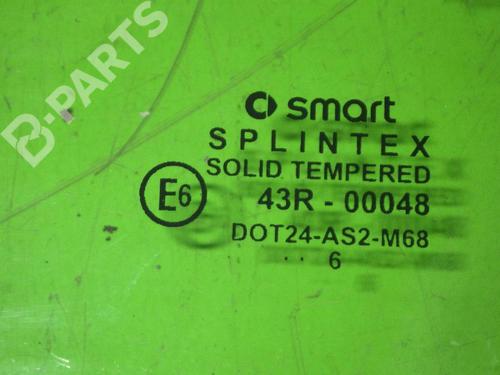 B-PARTS
smart
SPLINTEX
SOLID TEMPERED
E6
43R - 00048
DOT24-AS2-M68
.. 6